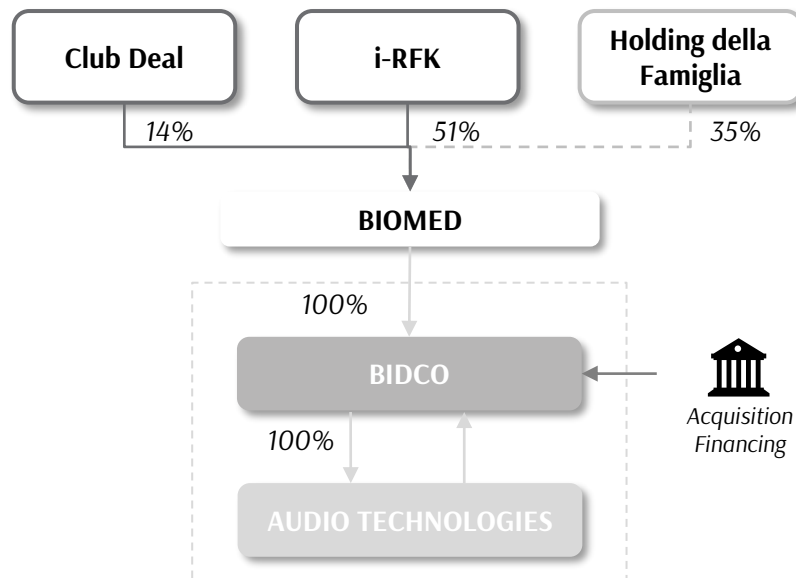 Club Deal
i-RFK
Holding della
Famiglia
14%
51%
35%
BIOMED
100%
BIDCO
Acquisition
Financing
100%
AUDIO TECHNOLOGIES